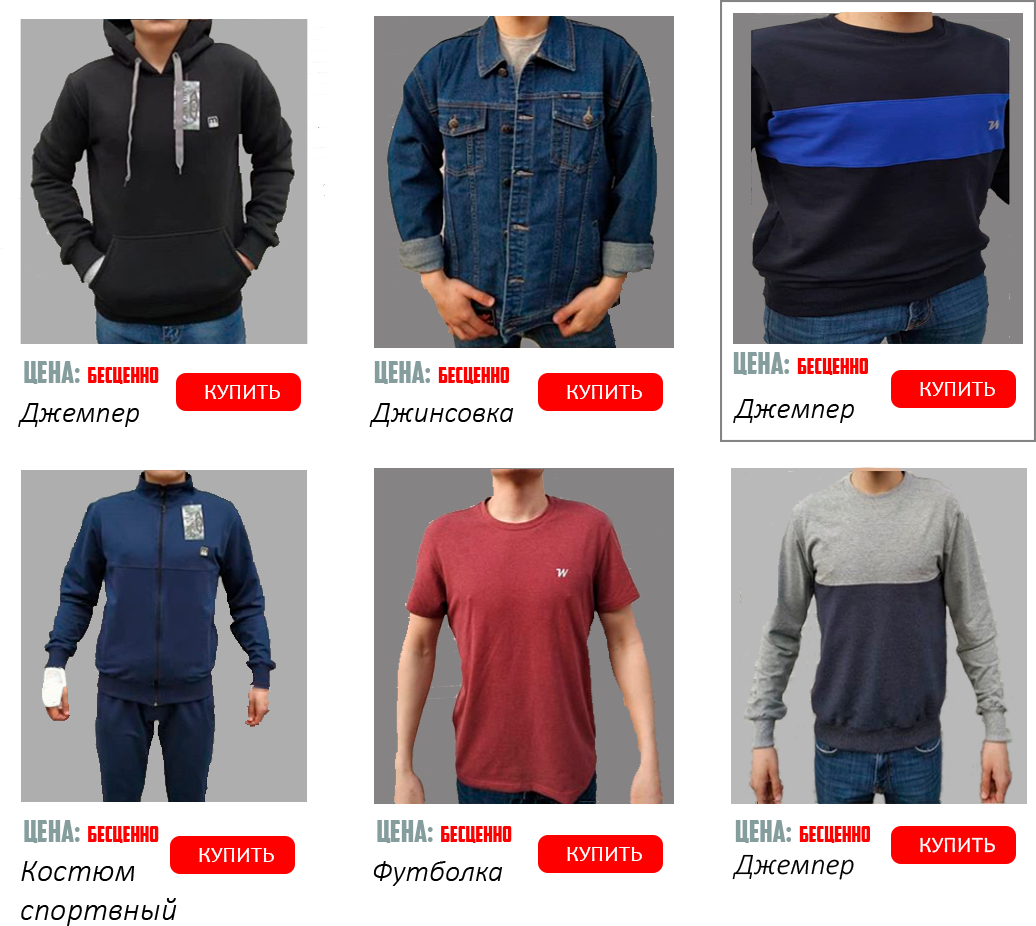 ЦЕНА: БЕСЦЕННО
КУПИТЬ
Джемпер
ЦЕНА: БЕСЦЕННО
КУПИТЬ
Джинсовка
W
ЦЕНА: БЕСЦЕННО
КУПИТЬ
Джемпер
ЦЕНА: БЕСЦЕННО
КУПИТЬ
Костюм
спортвный
W
ЦЕНА: БЕСЦЕННО
КУПИТЬ
Футболка
ЦЕНА: БЕСЦЕННО
КУПИТЬ
Джемпер